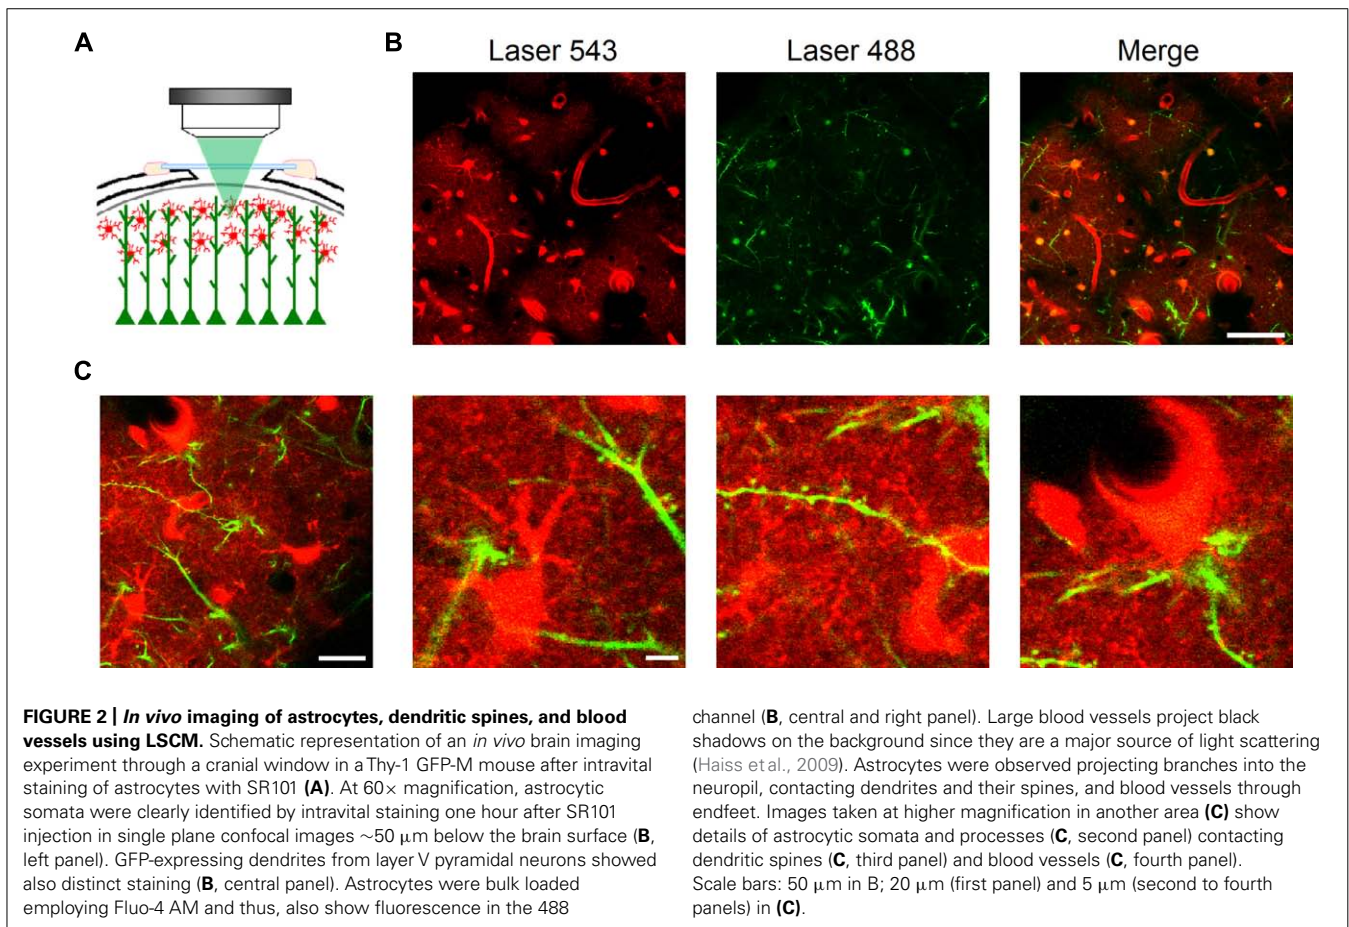 A
B
Laser 543
Laser 488
Merge
C
FIGURE 2 | In vivo imaging of astrocytes, dendritic spines, and blood
vessels using LSCM. Schematic representation of an in vivo brain imaging
experiment through a cranial window in a Thy-1 GFP-M mouse after intravital
staining of astrocytes with SR101 (A). At 60× magnification, astrocytic
somata were clearly identified by intravital staining one hour after SR101
injection in single plane confocal images ∼50 μm below the brain surface (B,
left panel). GFP-expressing dendrites from layer V pyramidal neurons showed
also distinct staining (B, central panel). Astrocytes were bulk loaded
employing Fluo-4 AM and thus, also show fluorescence in the 488
channel (B, central and right panel). Large blood vessels project black
shadows on the background since they are a major source of light scattering
(Haiss et al., 2009). Astrocytes were observed projecting branches into the
neuropil, contacting dendrites and their spines, and blood vessels through
endfeet. Images taken at higher magnification in another area (C) show
details of astrocytic somata and processes (C, second panel) contacting
dendritic spines (C, third panel) and blood vessels (C, fourth panel).
Scale bars: 50 μm in B; 20 μm (first panel) and 5 μm (second to fourth
panels) in (C).